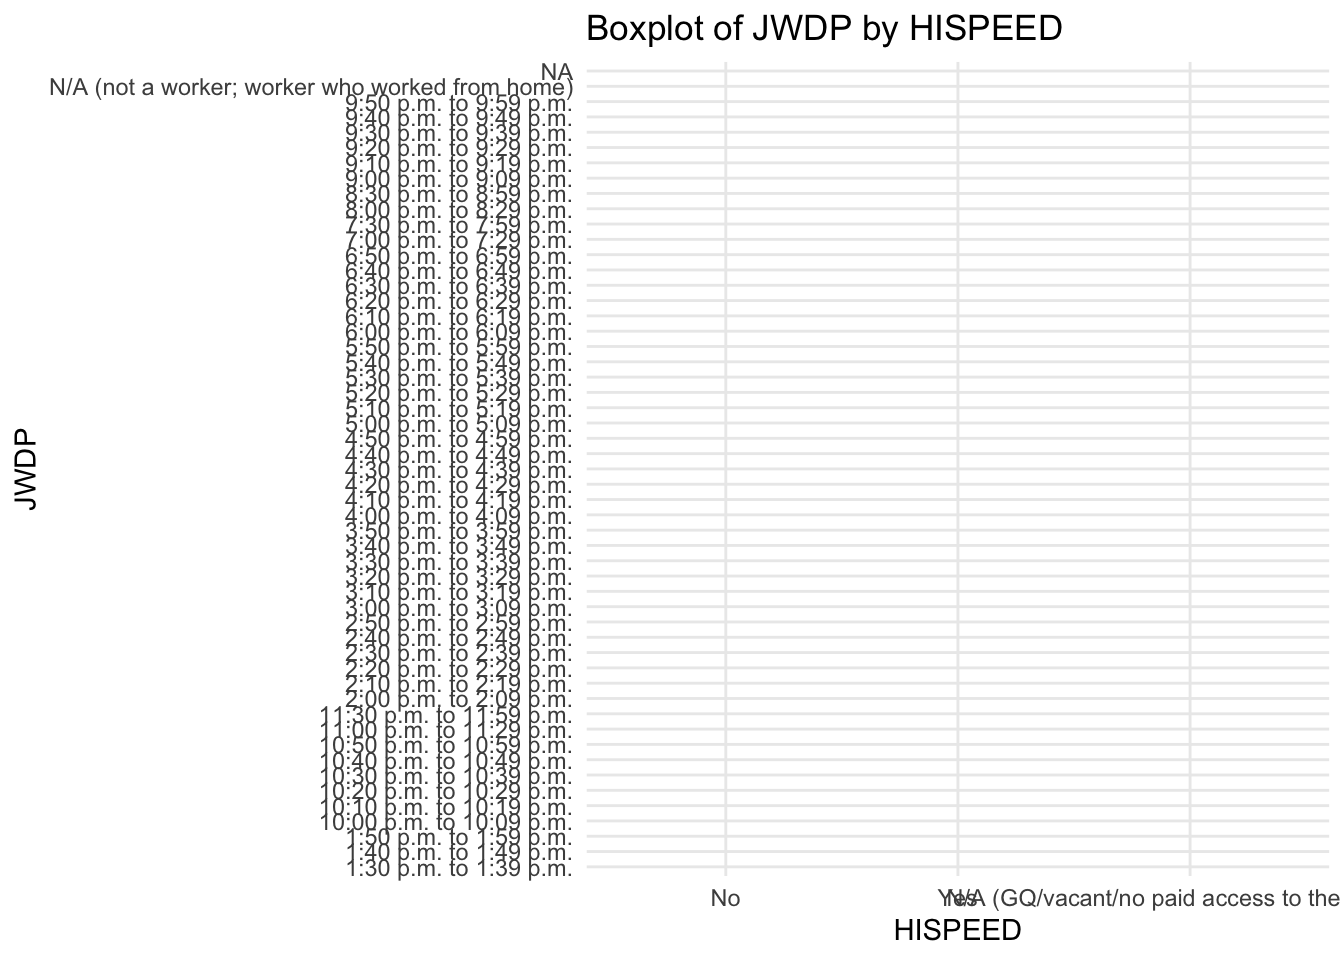 Boxplot of JWDP by HISPEED
NA
N/A (not a worker; worker who worked from home)
9:50 p.m. to 9:59 p.m.
9:40 p.m. to 9:49 p.m.
9:30 p.m. to 9:39 p.m.
9:20 p.m. to 9:29 p.m.
9:10 p.m. to 9:19 p.m.
9:00 p.m. to 9:09 p.m.
8:30 p.m. to 8:59 p.m.
8:00 p.m. to 8:29 p.m.
7:30 p.m. to 7:59 p.m.
7:00 p.m. to 7:29 p.m.
6:50 p.m. to 6:59 p.m.
6:40 p.m. to 6:49 p.m.
6:30 p.m. to 6:39 p.m.
6:20 p.m. to 6:29 p.m.
6:10 p.m. to 6:19 p.m.
6:00 p.m. to 6:09 p.m.
5:50 p.m. to 5:59 p.m.
5:40 p.m. to 5:49 p.m.
5:30 p.m. to 5:39 p.m.
5:20 p.m. to 5:29 p.m.
5:10 p.m. to 5:19 p.m.
5:00 p.m. to 5:09 p.m.
4:50 p.m. to 4:59 p.m.
4:40 p.m. to 4:49 p.m.
4:30 p.m. to 4:39 p.m.
4:20 p.m. to 4:29 p.m.
4:10 p.m. to 4:19 p.m.
4:00 p.m. to 4:09 p.m.
3:50 p.m. to 3:59 p.m.
3:40 p.m. to 3:49 p.m.
3:30 p.m. to 3:39 p.m.
3:20 p.m. to 3:29 p.m.
3:10 p.m. to 3:19 p.m.
3:00 p.m. to 3:09 p.m.
2:50 p.m. to 2:59 p.m.
2:40 p.m. to 2:49 p.m.
2:30 p.m. to 2:39 p.m.
2:20 p.m. to 2:29 p.m.
2:10 p.m. to 2:19 p.m.
2:00 p.m. to 2:09 p.m.
11:30 p.m. to 11:59 p.m.
11:00 p.m. to 11:29 p.m.
10:50 p.m. to 10:59 p.m.
10:40 p.m. to 10:49 p.m.
10:30 p.m. to 10:39 p.m.
10:20 p.m. to 10:29 p.m.
10:10 p.m. to 10:19 p.m.
10:00 p.m. to 10:09 p.m.
1:50 p.m. to 1:59 p.m.
1:40 p.m. to 1:49 p.m.
1:30 p.m. to 1:39 p.m.
JWDP
No
Yes
N/A (GQ/vacant/no paid access to the
HISPEED